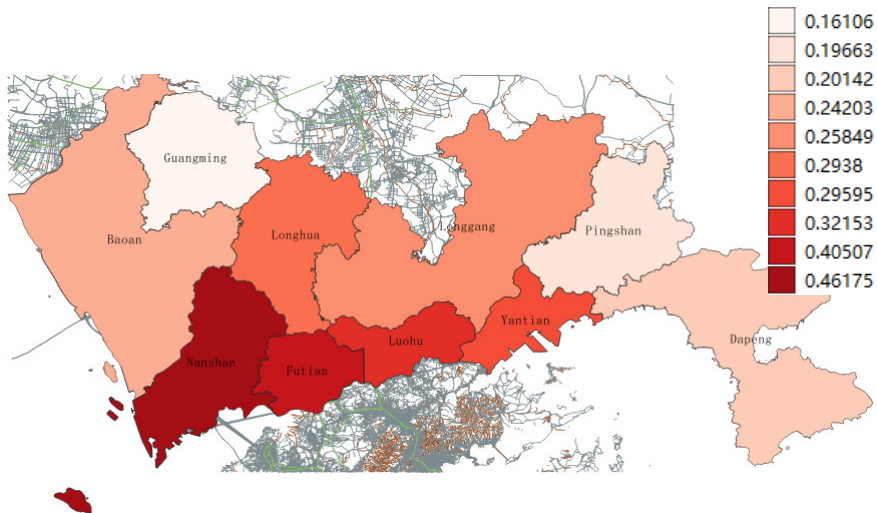 0.16106
0.19663
0.20142
0.24203
0.25849
0.2938
0.29595
0.32153
0.40507
0.46175
Guangming
Baoan
Longhua
Longgang
Pingshan
Nanshan
Futian
Luohu
Yantian
Dapeng